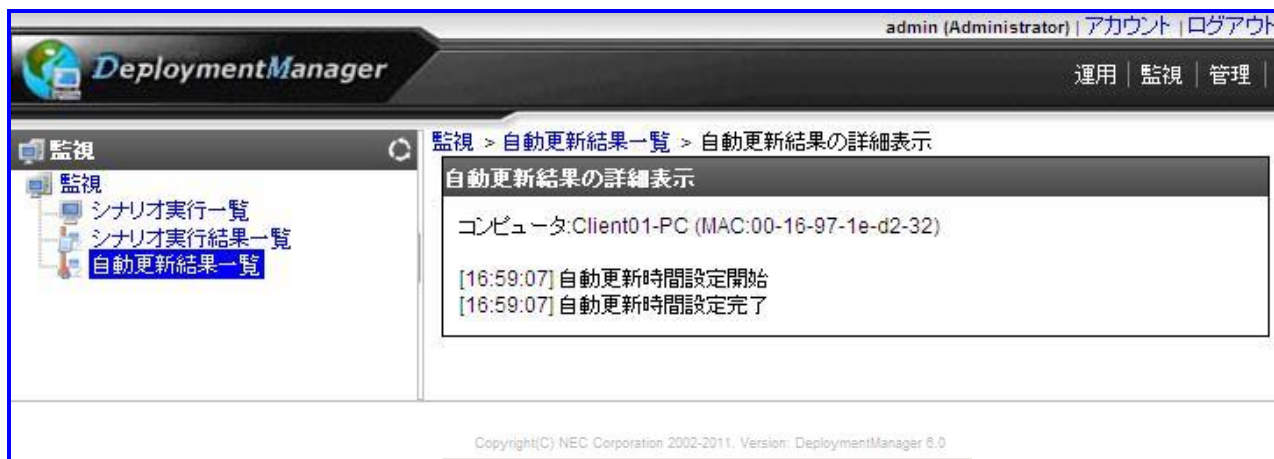 admin (Administrator) | アカウント | ログアウト
DeploymentManager
運用 | 監視 | 管理 |
監視
監視
シナリオ実行一覧
シナリオ実行結果一覧
自動更新結果一覧
監視 > 自動更新結果一覧 > 自動更新結果の詳細表示
自動更新結果の詳細表示
コンピュータ:Client01-PC (MAC:00-16-97-1e-d2-32)
[16:59:07] 自動更新時間設定開始
[16:59:07] 自動更新時間設定完了
Copyright(C) NEC Corporation 2002-2011. Version: DeploymentManager 6.0